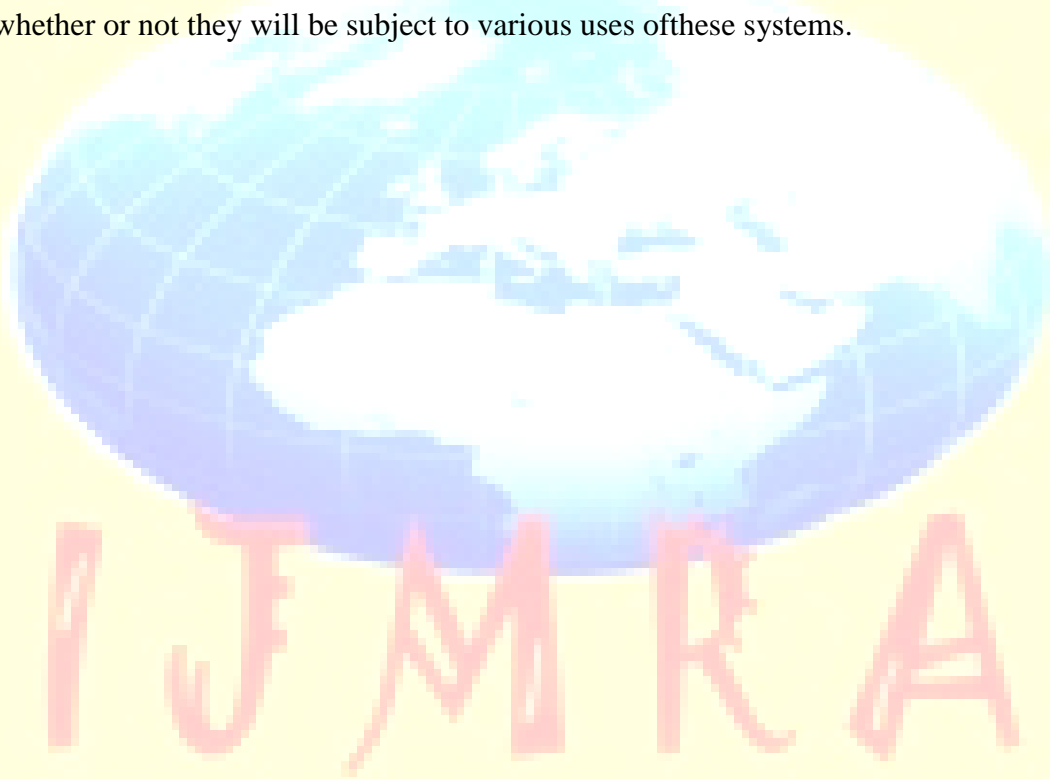 whether or not they will be subject to various uses ofthese systems.
IJMRA